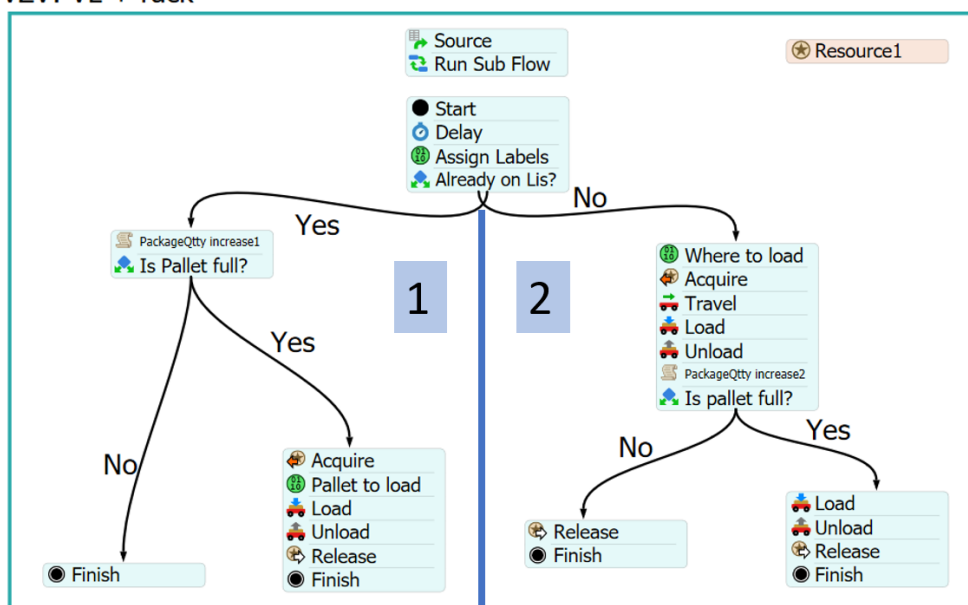 Source
Run Sub Flow
Resource1
Start
Delay
Assign Labels
Already on Lis?
Yes
No
PackageQtty increase1
Is Pallet full?
1
2
Where to load
Acquire
Travel
Load
Unload
PackageQtty increase2
Is pallet full?
Yes
No
No
Yes
Acquire
Pallet to load
Load
Unload
Release
Finish
Finish
Release
Finish
Load
Unload
Release
Finish